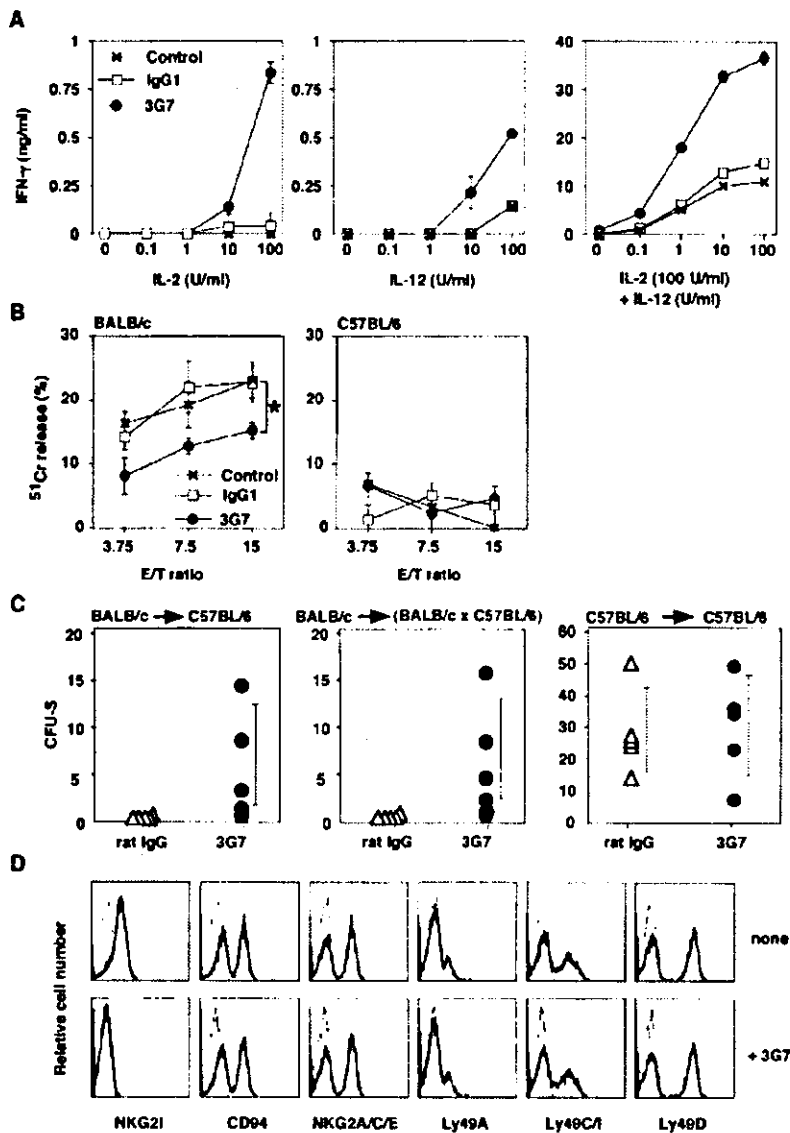 A
IFN-γ (ng/ml)
1
0.75
0.5
0.25
0
Control
IgG1
3G7
0 0.1 1 10 100
IL-2 (U/ml)
1
0.75
0.5
0.25
0
0 0.1 1 10 100
IL-12 (U/ml)
40
30
20
10
0
0 0.1 1 10 100
IL-2 (100 U/ml)
+ IL-12 (U/ml)
B
BALB/c
51Cr release (%)
30
20
10
0
*
Control
IgG1
3G7
3.75 7.5 15
E/T ratio
C57BL/6
30
20
10
0
3.75 7.5 15
E/T ratio
C
BALB/c → C57BL/6
CFU-S
20
15
10
5
0
rat IgG 3G7
BALB/c → (BALB/c x C57BL/6)
20
15
10
5
0
rat IgG 3G7
C57BL/6 → C57BL/6
60
50
40
30
20
10
0
rat IgG 3G7
D
Relative cell number
none
+ 3G7
NKG2I CD94 NKG2A/C/E Ly49A Ly49C/I Ly49D